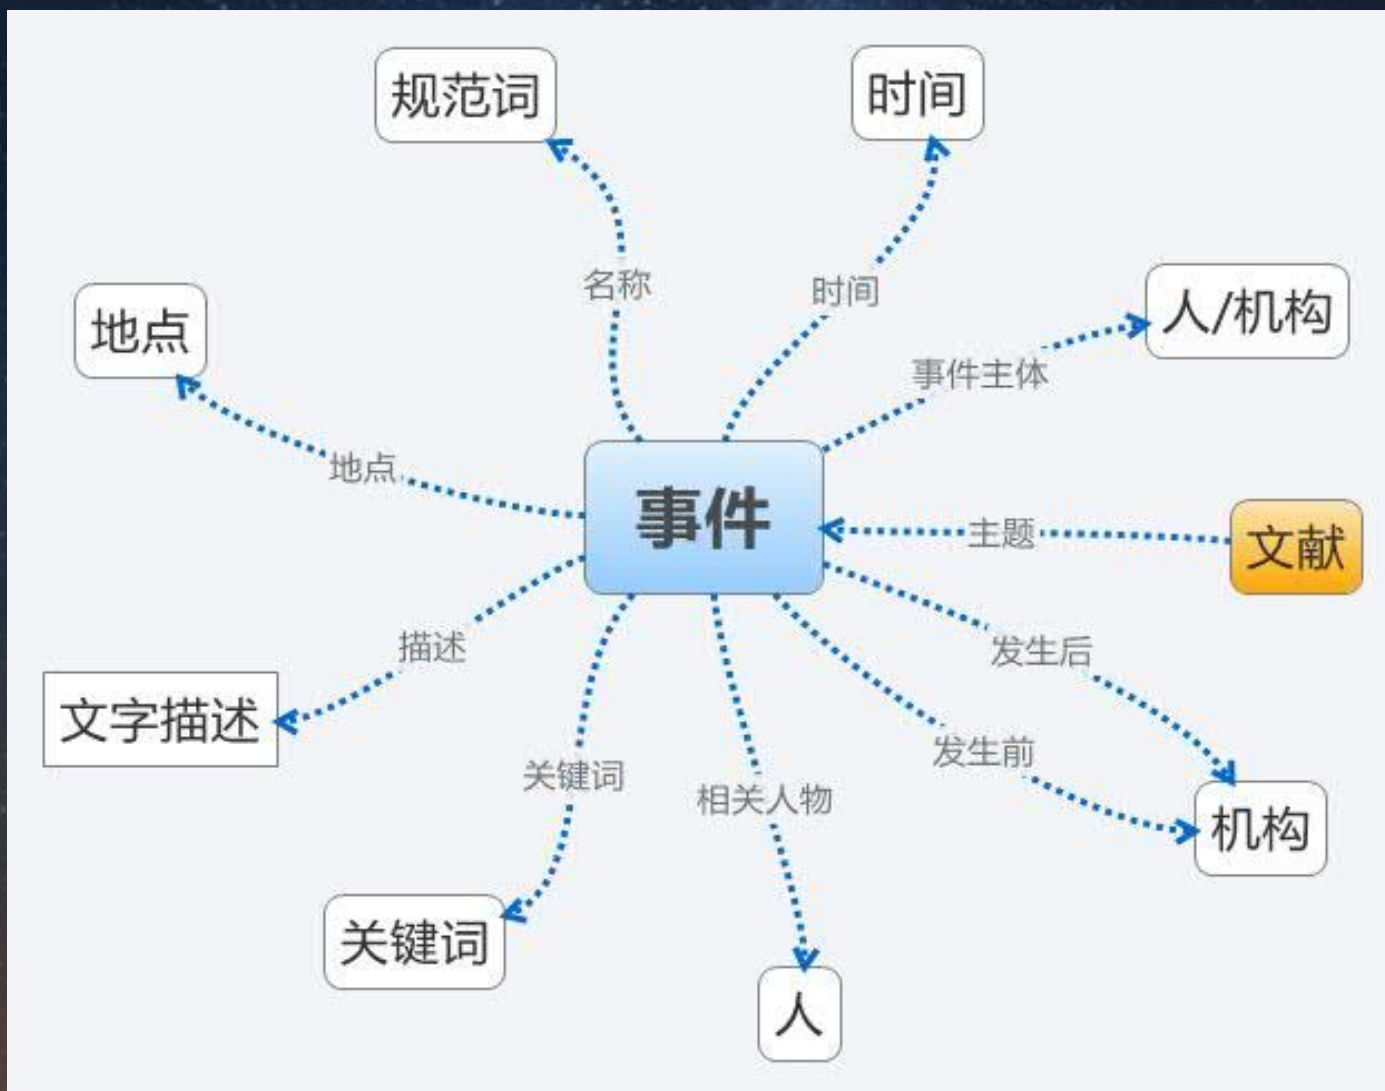 规范词
时间
名称
时间
人/机构
地点
事件主体
地点
事件
主题
文献
描述
发生后
文字描述
发生前
关键词
相关人物
机构
关键词
人